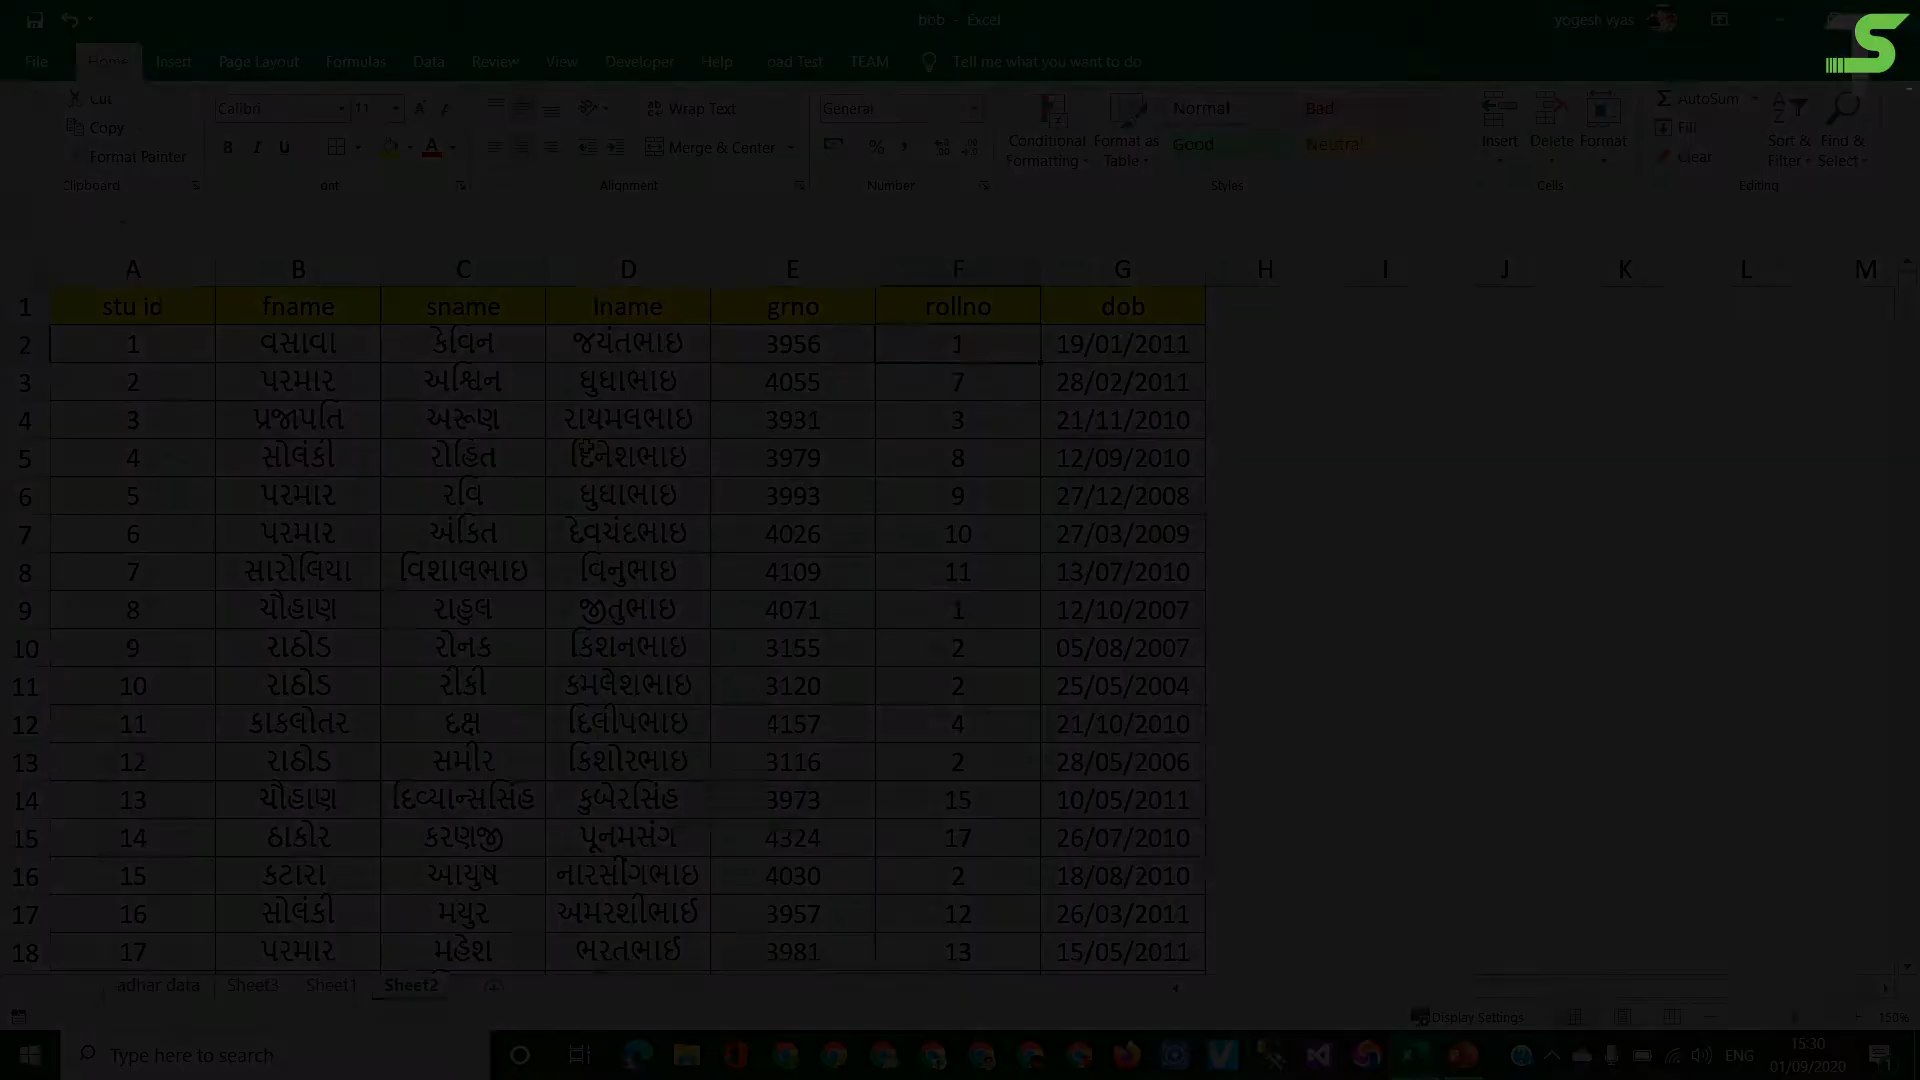 bbb - Excel
yogesh vyas
File Home Insert Page Layout Formulas Data Review View Developer Help oad Test TEAM Tell me what you want to do
Cut
Copy
Format Painter
Clipboard
Calibri 11
B I U A
ont
Wrap Text
Merge & Center
Alignment
General
%
Number
Conditional Formatting
Format as Table
Normal Bad
Good Neutral
Styles
Insert Delete Format
Cells
AutoSum
Fill
Clear
Sort & Filter
Find & Select
Editing
A B C D E F G H I J K L M
1 stu id fname sname lname grno rollno dob
2 1 વસાવા કેવિન જયંતભાઇ 3956 1 19/01/2011
3 2 પરમાર અશ્વિન ઘુઘાભાઇ 4055 7 28/02/2011
4 3 પ્રજાપતિ અરૂણ રાયમલભાઇ 3931 3 21/11/2010
5 4 સોલંકી રોહિત દિનેશભાઇ 3979 8 12/09/2010
6 5 પરમાર રવિ ઘુઘાભાઇ 3993 9 27/12/2008
7 6 પરમાર અંકિત દેવચંદભાઇ 4026 10 27/03/2009
8 7 સારોલિયા વિશાલભાઇ વિનુભાઇ 4109 11 13/07/2010
9 8 ચૌહાણ રાહુલ જીતુભાઇ 4071 1 12/10/2007
10 9 રાઠોડ રોનક કિશનભાઇ 3155 2 05/08/2007
11 10 રાઠોડ રીકી કમલેશભાઇ 3120 2 25/05/2004
12 11 કાકલોતર દક્ષ દિલીપભાઇ 4157 4 21/10/2010
13 12 રાઠોડ સમીર કિશોરભાઇ 3116 2 28/05/2006
14 13 ચૌહાણ દિવ્યાન્સસિંહ કુબેરસિંહ 3973 15 10/05/2011
15 14 ઠાકોર કરણજી પૂનમસંગ 4324 17 26/07/2010
16 15 કટારા આયુષ નારસીંગભાઇ 4030 2 18/08/2010
17 16 સોલંકી મયુર અમરશીભાઈ 3957 12 26/03/2011
18 17 પરમાર મહેશ ભરતભાઈ 3981 13 15/05/2011
adhar data Sheet3 Sheet1 Sheet2
Display Settings 150%
Type here to search
ENG
15:30
01/09/2020